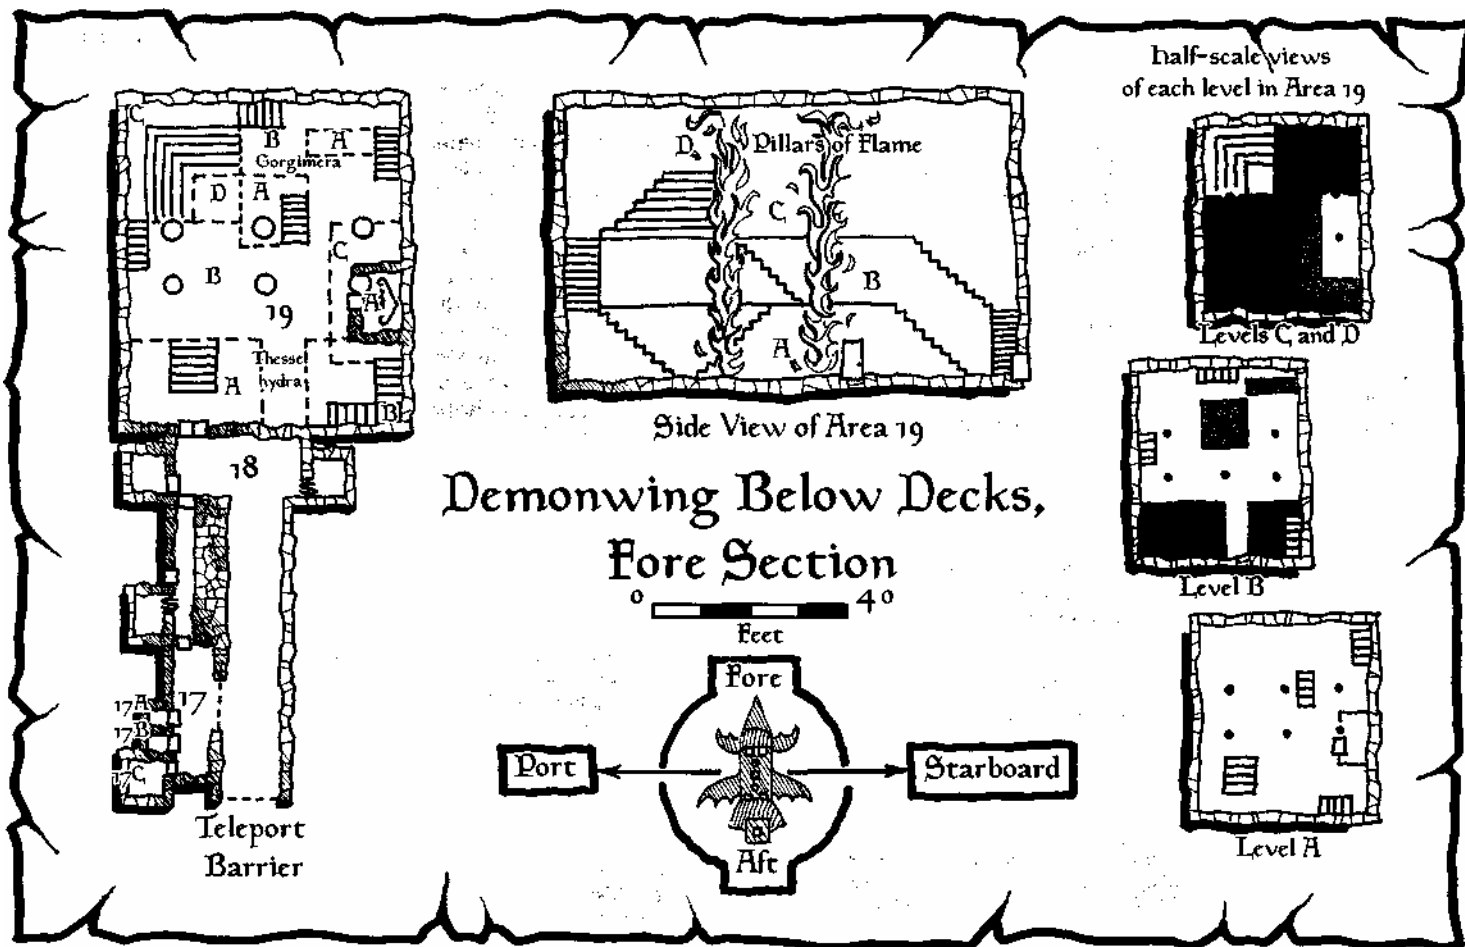 C
B
A
Gorgimera
D
A
C
B
A
19
Thessel
hydra
A
B
18
17A
17
17B
17C
Teleport
Barrier
D
Pillars of Flame
C
B
A
Side View of Area 19
Demonwing Below Decks,
Fore Section
0
40
Feet
Fore
Port
Starboard
Aft
Half-scale views
of each level in Area 19
Levels C and D
Level B
Level A